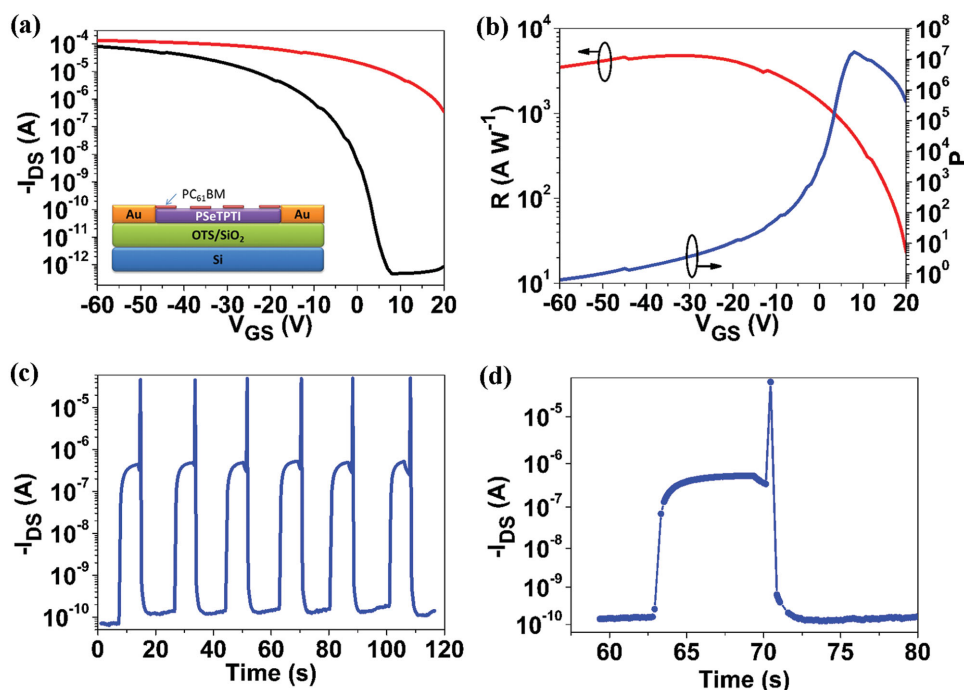 (a)
10⁻⁴
10⁻⁵
10⁻⁶
10⁻⁷
10⁻⁸
10⁻⁹
10⁻¹⁰
10⁻¹¹
10⁻¹²
-I_DS (A)
PC₆₁BM
Au
PSeTPTI
Au
OTS/SiO₂
Si
-60 -50 -40 -30 -20 -10 0 10 20
V_GS (V)
(b)
10⁴
10³
10²
10¹
R (A W⁻¹)
10⁸
10⁷
10⁶
10⁵
10⁴
10³
10²
10¹
10⁰
P
-60 -50 -40 -30 -20 -10 0 10 20
V_GS (V)
(c)
10⁻⁵
10⁻⁶
10⁻⁷
10⁻⁸
10⁻⁹
10⁻¹⁰
-I_DS (A)
0 20 40 60 80 100 120
Time (s)
(d)
10⁻⁵
10⁻⁶
10⁻⁷
10⁻⁸
10⁻⁹
10⁻¹⁰
-I_DS (A)
60 65 70 75 80
Time (s)